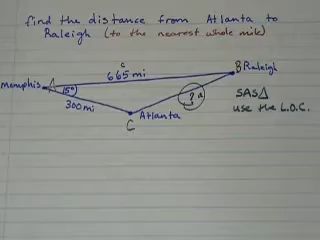 find the distance from Atlanta to
Raleigh (to the nearest whole mile)
c
665 mi
B Raleigh
Memphis A
15°
300 mi
? a
SAS△
use the L.O.C.
Atlanta
C